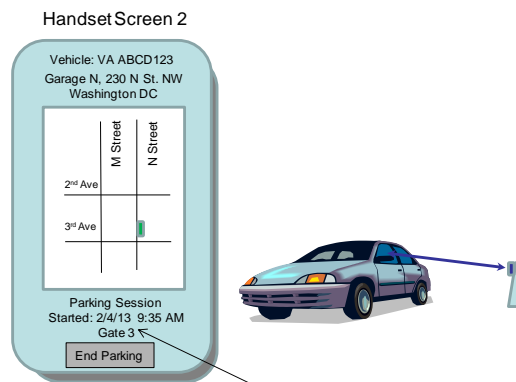 Handset Screen 2
Vehicle: VA ABCD123
Garage N, 230 N St. NW
Washington DC
M Street
N Street
2nd Ave
3rd Ave
Parking Session
Started: 2/4/13 9:35 AM
Gate 3
End Parking